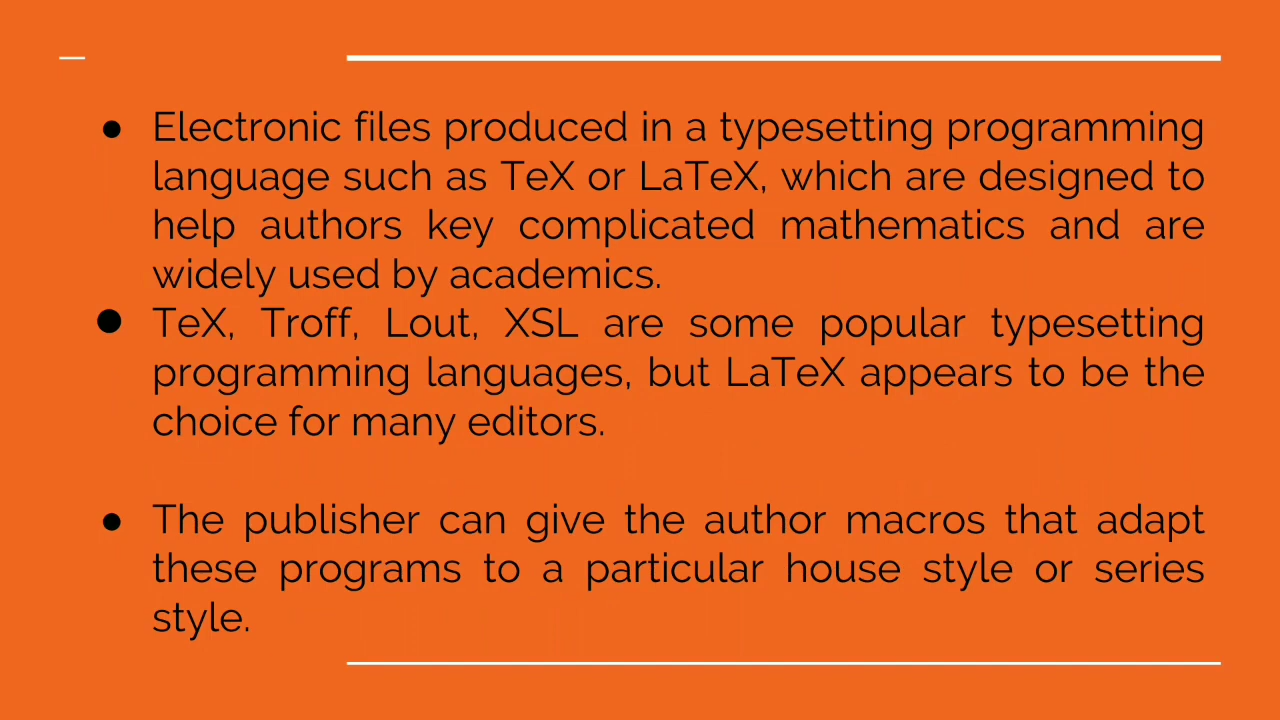 ● Electronic files produced in a typesetting programming
language such as TeX or LaTeX, which are designed to
help authors key complicated mathematics and are
widely used by academics.
● TeX, Troff, Lout, XSL are some popular typesetting
programming languages, but LaTeX appears to be the
choice for many editors.
● The publisher can give the author macros that adapt
these programs to a particular house style or series
style.